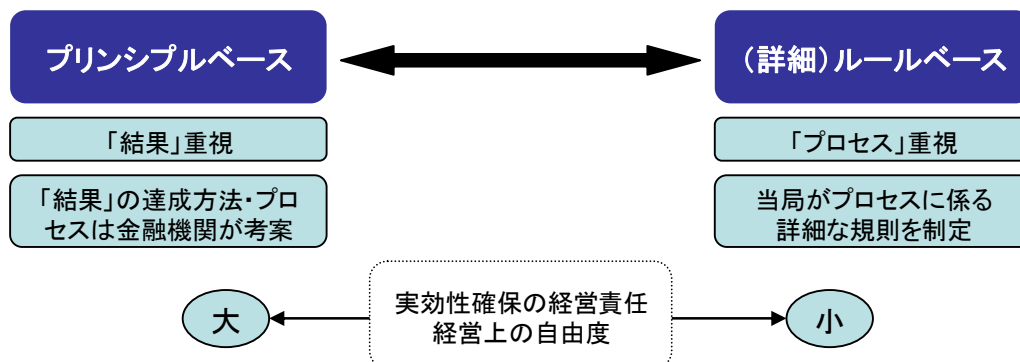 プリンシプルベース
（詳細）ルールベース
「結果」重視
「プロセス」重視
「結果」の達成方法・プロ
セスは金融機関が考案
当局がプロセスに係る
詳細な規則を制定
大
実効性確保の経営責任
経営上の自由度
小